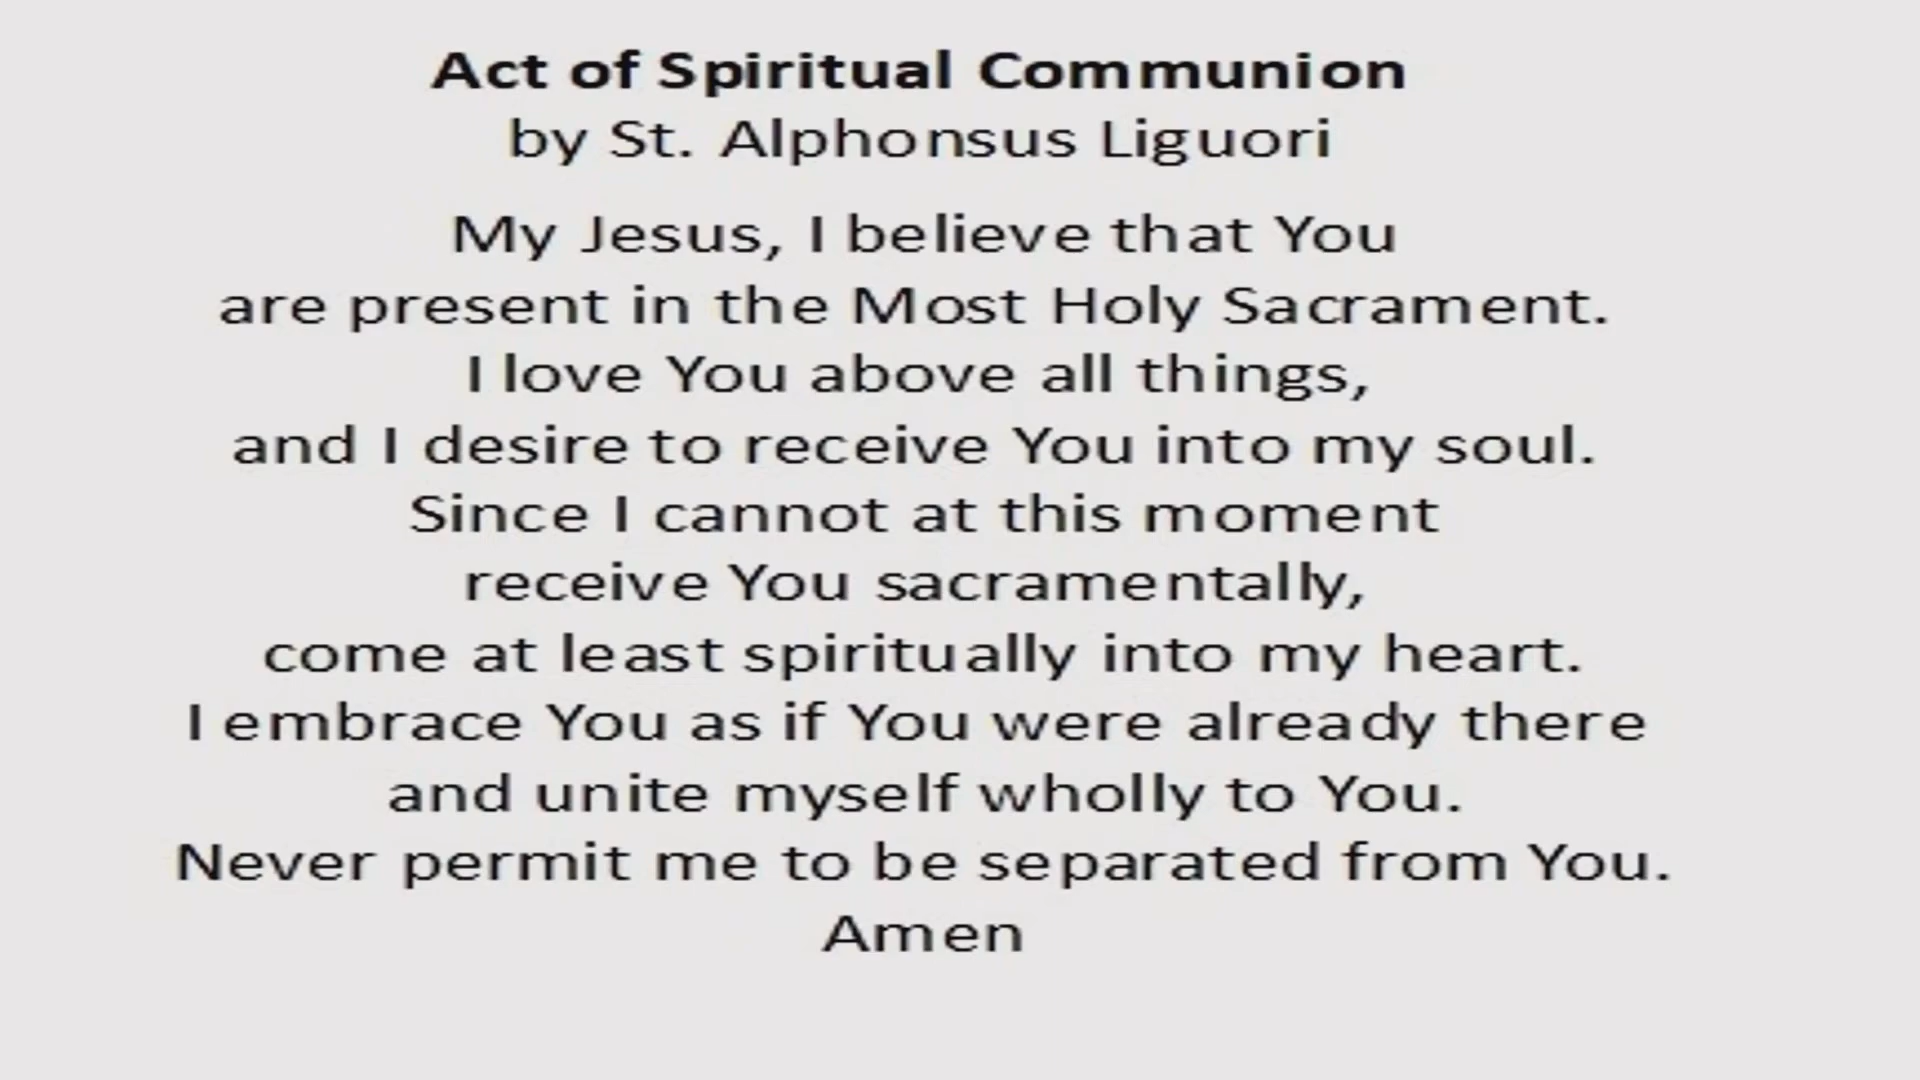 Act of Spiritual Communion
by St. Alphonsus Liguori
My Jesus, I believe that You
are present in the Most Holy Sacrament.
I love You above all things,
and I desire to receive You into my soul.
Since I cannot at this moment
receive You sacramentally,
come at least spiritually into my heart.
I embrace You as if You were already there
and unite myself wholly to You.
Never permit me to be separated from You.
Amen